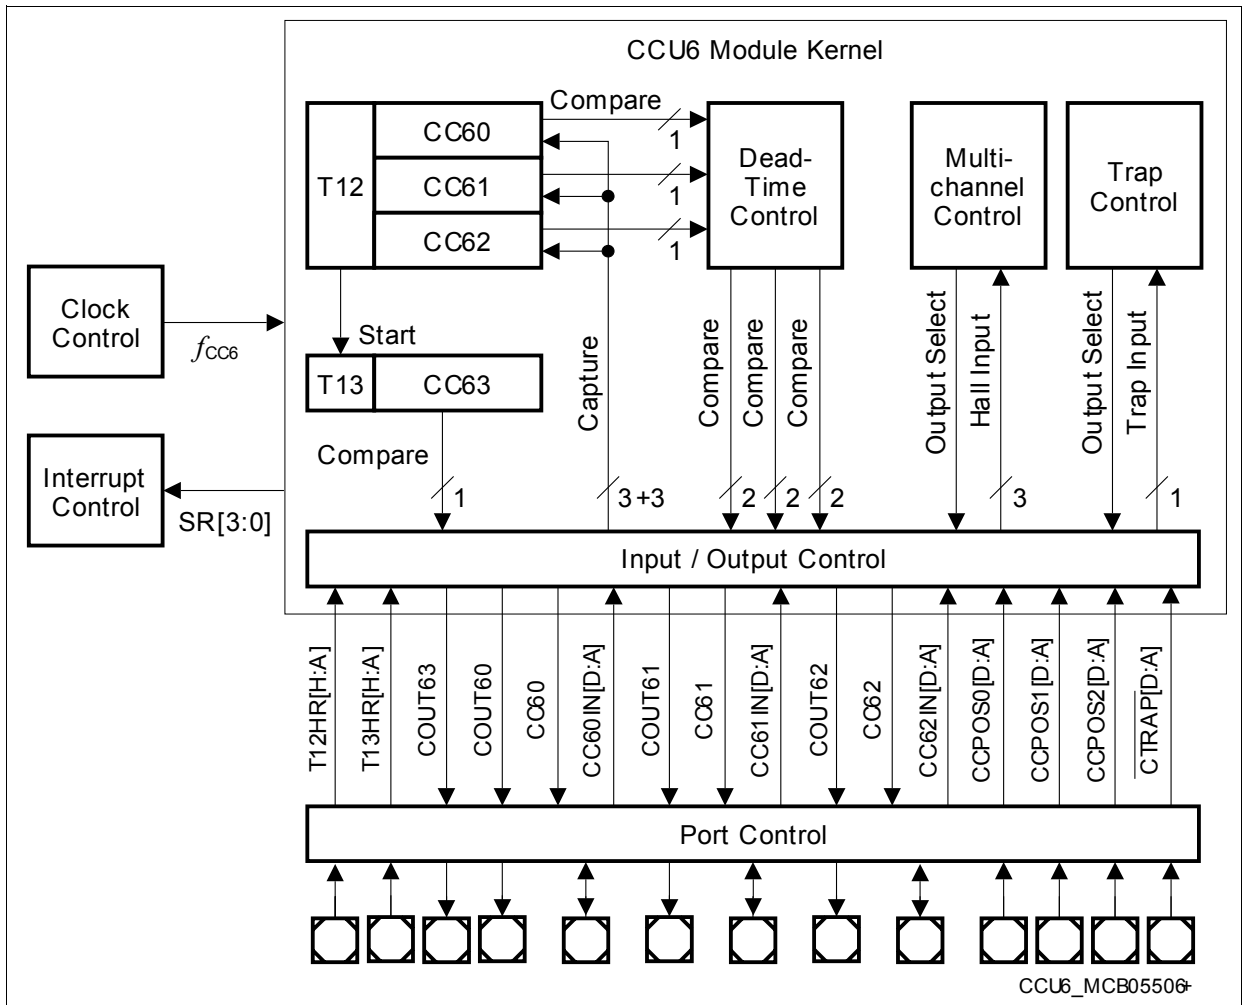 CCU6 Module Kernel
Compare
T12
CC60
CC61
CC62
1
1
1
Dead-
Time
Control
Multi-
channel
Control
Trap
Control
Clock
Control
fCC6
Start
T13
CC63
Interrupt
Control
SR[3:0]
Compare
1
Capture
3+3
Compare
Compare
Compare
2
2
2
Output Select
Hall Input
3
Output Select
Trap Input
1
Input / Output Control
T12HR[H:A]
T13HR[H:A]
COUT63
COUT60
CC60
CC60IN[D:A]
COUT61
CC61
CC61IN[D:A]
COUT62
CC62
CC62IN[D:A]
CCPOS0[D:A]
CCPOS1[D:A]
CCPOS2[D:A]
CTRAP[D:A]
Port Control
CCU6_MCB05506+